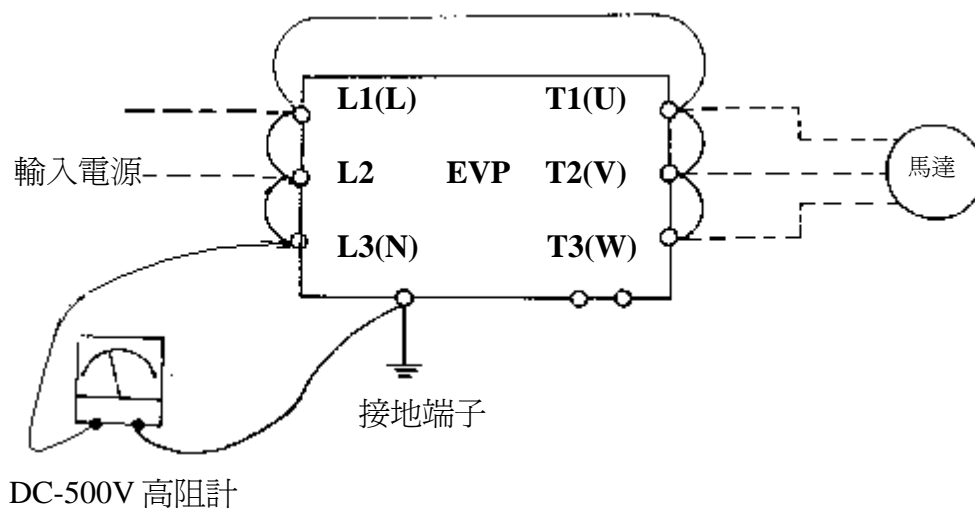 L1(L) T1(U)
輸入電源 L2 EVP T2(V) 馬達
L3(N) T3(W)
接地端子
DC-500V 高阻計